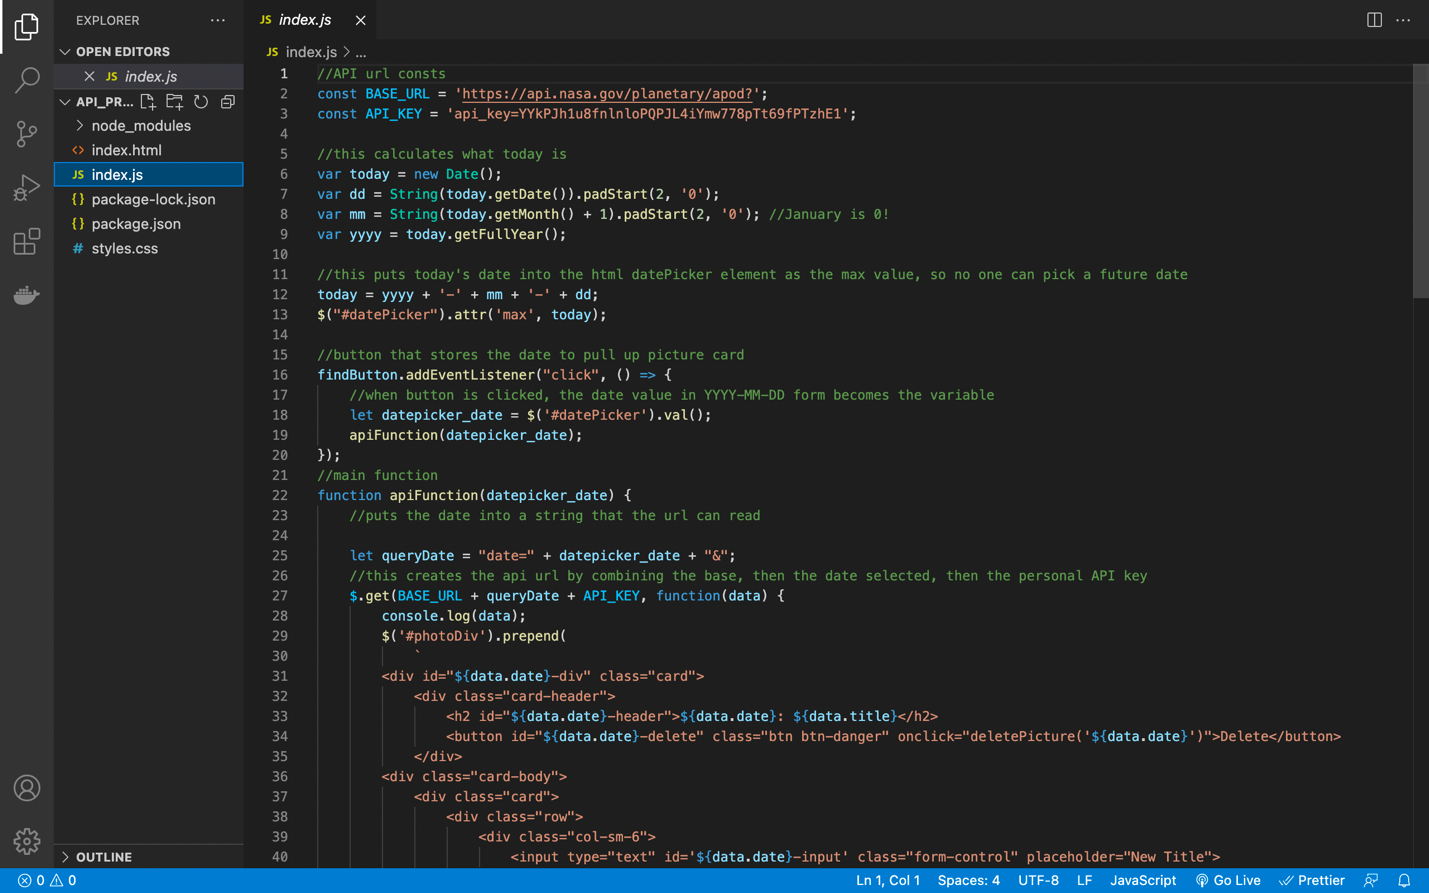 EXPLORER
OPEN EDITORS
JS index.js
API_PR...
node_modules
<> index.html
JS index.js
{} package-lock.json
{} package.json
# styles.css
OUTLINE
JS index.js
JS index.js > ...
1 //API url consts
2 const BASE_URL = 'https://api.nasa.gov/planetary/apod?';
3 const API_KEY = 'api_key=YYkPJh1u8fnlnloPQPJL4iYmw778pTt69fPTzhE1';
4
5 //this calculates what today is
6 var today = new Date();
7 var dd = String(today.getDate()).padStart(2, '0');
8 var mm = String(today.getMonth() + 1).padStart(2, '0'); //January is 0!
9 var yyyy = today.getFullYear();
10
11 //this puts today's date into the html datePicker element as the max value, so no one can pick a future date
12 today = yyyy + '-' + mm + '-' + dd;
13 $("#datePicker").attr('max', today);
14
15 //button that stores the date to pull up picture card
16 findButton.addEventListener("click", () => {
17 //when button is clicked, the date value in YYYY-MM-DD form becomes the variable
18 let datepicker_date = $('#datePicker').val();
19 apiFunction(datepicker_date);
20 });
21 //main function
22 function apiFunction(datepicker_date) {
23 //puts the date into a string that the url can read
24
25 let queryDate = "date=" + datepicker_date + "&";
26 //this creates the api url by combining the base, then the date selected, then the personal API key
27 $.get(BASE_URL + queryDate + API_KEY, function(data) {
28 console.log(data);
29 $('#photoDiv').prepend(
30 `
31 <div id="${data.date}-div" class="card">
32 <div class="card-header">
33 <h2 id="${data.date}-header">${data.date}: ${data.title}</h2>
34 <button id="${data.date}-delete" class="btn btn-danger" onclick="deletePicture('${data.date}')">Delete</button>
35 </div>
36 <div class="card-body">
37 <div class="card">
38 <div class="row">
39 <div class="col-sm-6">
40 <input type="text" id='${data.date}-input' class="form-control" placeholder="New Title">
0 0 Ln 1, Col 1 Spaces: 4 UTF-8 LF JavaScript Go Live Prettier